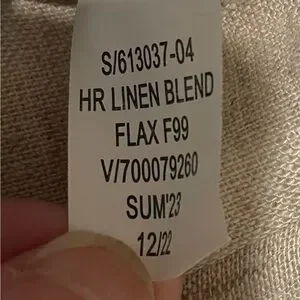 S/613037-04
HR LINEN BLEND
FLAX F99
V/700079260
SUM'23
12/22